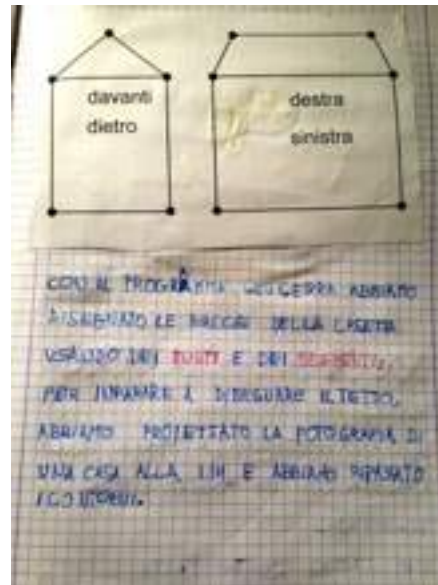 davanti
dietro
destra
sinistra
CON IL PROGRAMMA GEOGEBRA ABBIAMO
DISEGNATO LE FACCE DELLA CASETTA
USANDO DEI PUNTI E DEI SEGMENTI,
PER IMPARARE A DISEGNARE IL TETTO,
ABBIAMO PROIETTATO LA FOTOGRAFIA DI
UNA CASA ALLA LIM E ABBIAMO RIPASSATO
I CONTORNI.